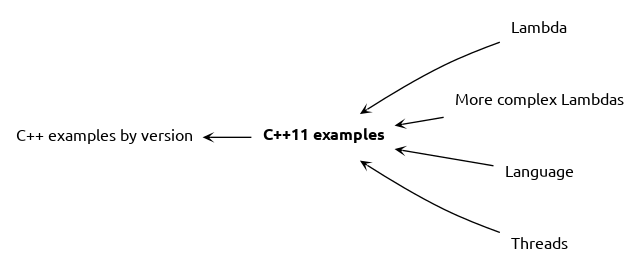 Lambda
More complex Lambdas
C++ examples by version
C++11 examples
Language
Threads